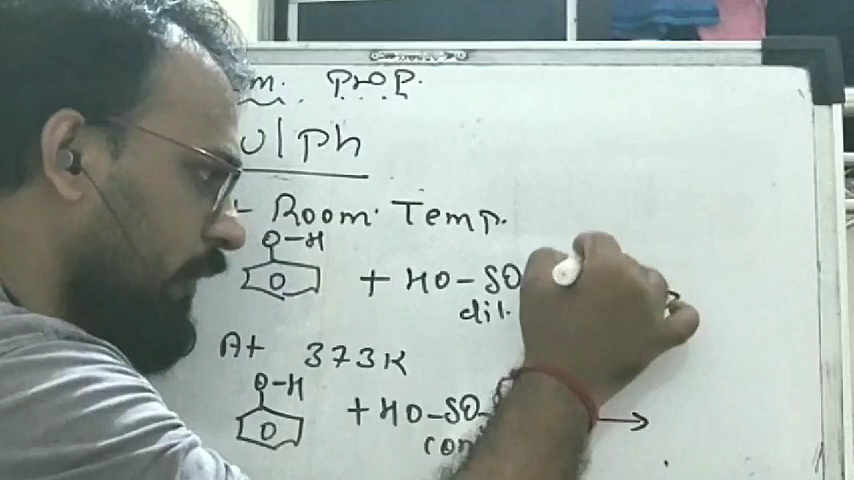 m. PrOP.
ulph
- Room Temp.
O-H
+ HO-SO
dil.
At 373K
O-H
+ HO-SO
con